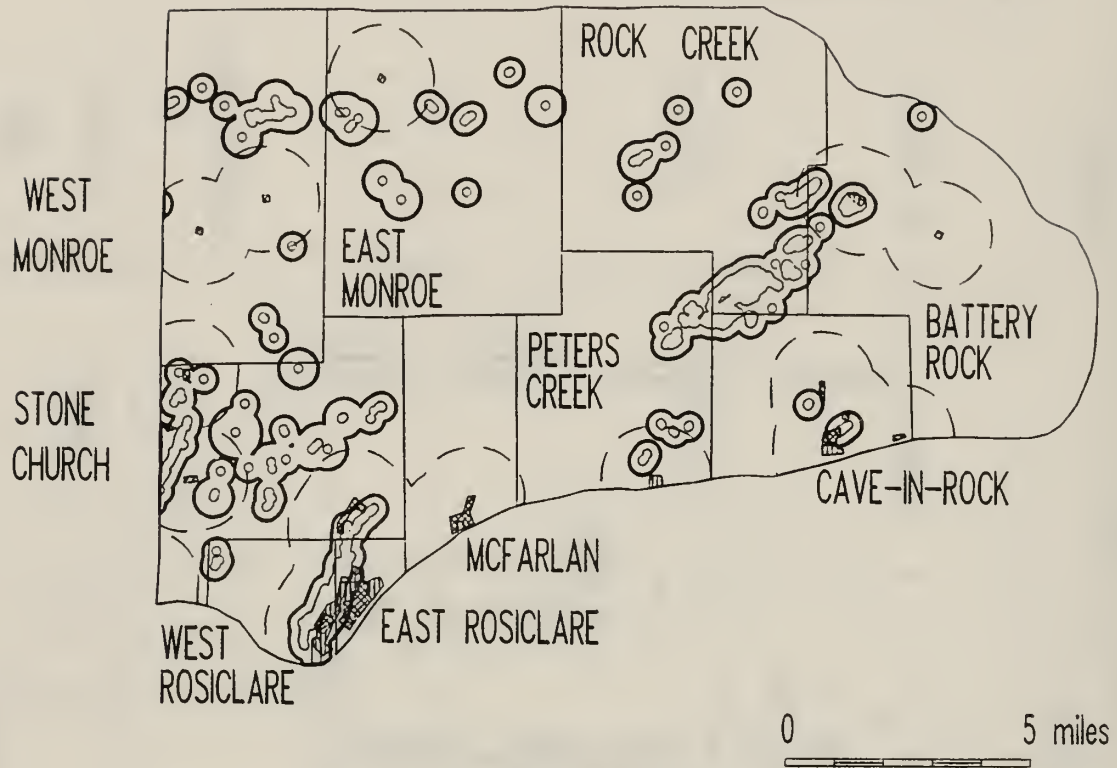 ROCK CREEK
WEST
MONROE
EAST
MONROE
BATTERY
ROCK
PETERS
CREEK
STONE
CHURCH
CAVE-IN-ROCK
MCFARLAN
EAST ROSICLARE
WEST
ROSICLARE
0 5 miles